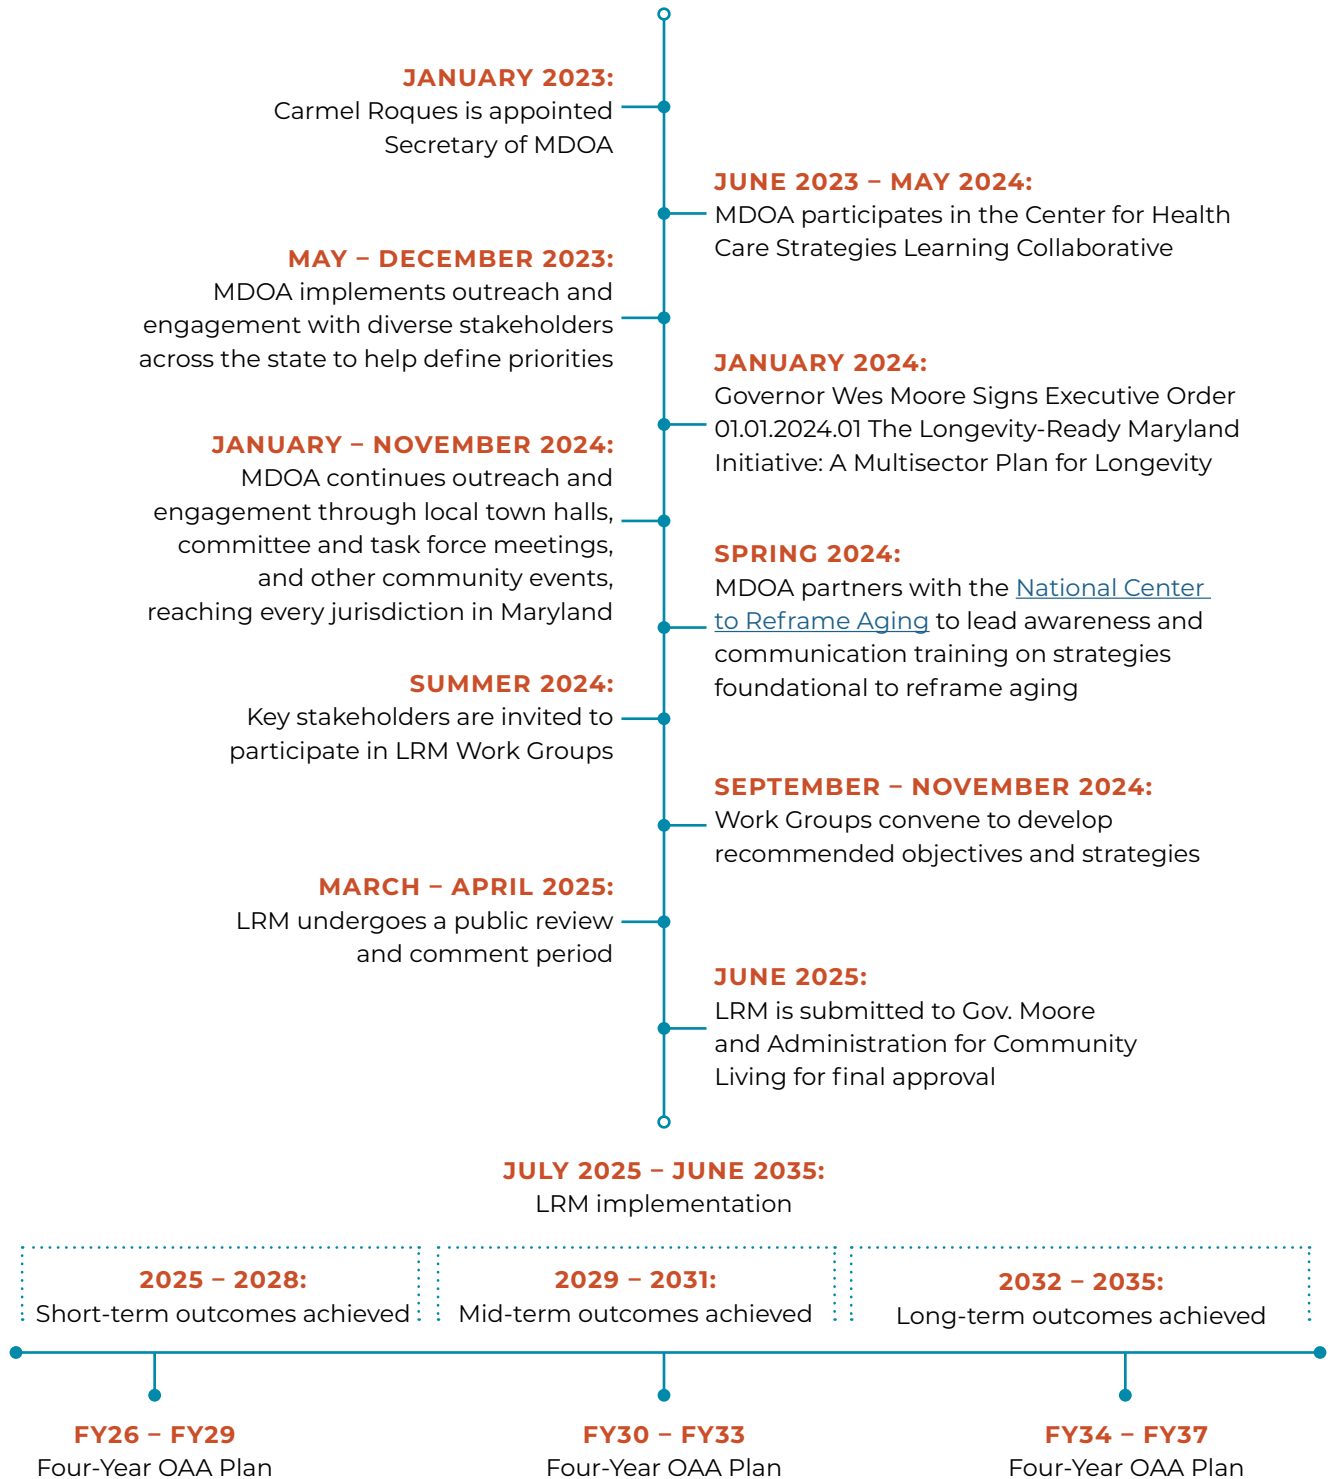 JANUARY 2023:
Carmel Roques is appointed
Secretary of MDOA
JUNE 2023 – MAY 2024:
MDOA participates in the Center for Health
Care Strategies Learning Collaborative
MAY – DECEMBER 2023:
MDOA implements outreach and
engagement with diverse stakeholders
across the state to help define priorities
JANUARY 2024:
Governor Wes Moore Signs Executive Order
01.01.2024.01 The Longevity-Ready Maryland
Initiative: A Multisector Plan for Longevity
JANUARY – NOVEMBER 2024:
MDOA continues outreach and
engagement through local town halls,
committee and task force meetings,
and other community events,
reaching every jurisdiction in Maryland
SPRING 2024:
MDOA partners with the National Center
to Reframe Aging to lead awareness and
communication training on strategies
foundational to reframe aging
SUMMER 2024:
Key stakeholders are invited to
participate in LRM Work Groups
SEPTEMBER – NOVEMBER 2024:
Work Groups convene to develop
recommended objectives and strategies
MARCH – APRIL 2025:
LRM undergoes a public review
and comment period
JUNE 2025:
LRM is submitted to Gov. Moore
and Administration for Community
Living for final approval
JULY 2025 – JUNE 2035:
LRM implementation
2025 – 2028:
Short-term outcomes achieved
2029 – 2031:
Mid-term outcomes achieved
2032 – 2035:
Long-term outcomes achieved
FY26 – FY29
Four-Year OAA Plan
FY30 – FY33
Four-Year OAA Plan
FY34 – FY37
Four-Year OAA Plan